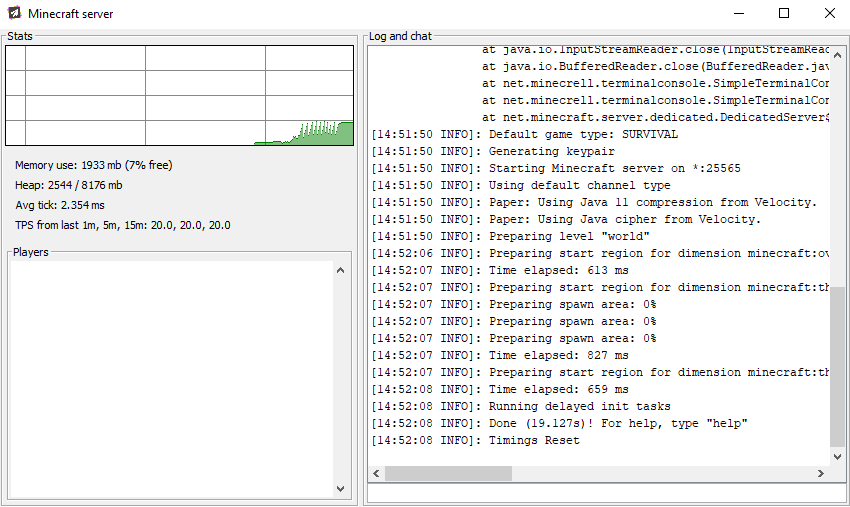 Minecraft server
Stats
Memory use: 1933 mb (7% free)
Heap: 2544 / 8176 mb
Avg tick: 2.354 ms
TPS from last 1m, 5m, 15m: 20.0, 20.0, 20.0
Players
Log and chat
at java.io.InputStreamReader.close(InputStreamRead
at java.io.BufferedReader.close(BufferedReader.jav
at net.minecrell.terminalconsole.SimpleTerminalCon
at net.minecrell.terminalconsole.SimpleTerminalCon
at net.minecraft.server.dedicated.DedicatedServer$
[14:51:50 INFO]: Default game type: SURVIVAL
[14:51:50 INFO]: Generating keypair
[14:51:50 INFO]: Starting Minecraft server on *:25565
[14:51:50 INFO]: Using default channel type
[14:51:50 INFO]: Paper: Using Java 11 compression from Velocity.
[14:51:50 INFO]: Paper: Using Java cipher from Velocity.
[14:51:50 INFO]: Preparing level "world"
[14:52:06 INFO]: Preparing start region for dimension minecraft:ov
[14:52:07 INFO]: Time elapsed: 613 ms
[14:52:07 INFO]: Preparing start region for dimension minecraft:th
[14:52:07 INFO]: Preparing spawn area: 0%
[14:52:07 INFO]: Preparing spawn area: 0%
[14:52:07 INFO]: Preparing spawn area: 0%
[14:52:07 INFO]: Time elapsed: 827 ms
[14:52:07 INFO]: Preparing start region for dimension minecraft:th
[14:52:08 INFO]: Time elapsed: 659 ms
[14:52:08 INFO]: Running delayed init tasks
[14:52:08 INFO]: Done (19.127s)! For help, type "help"
[14:52:08 INFO]: Timings Reset